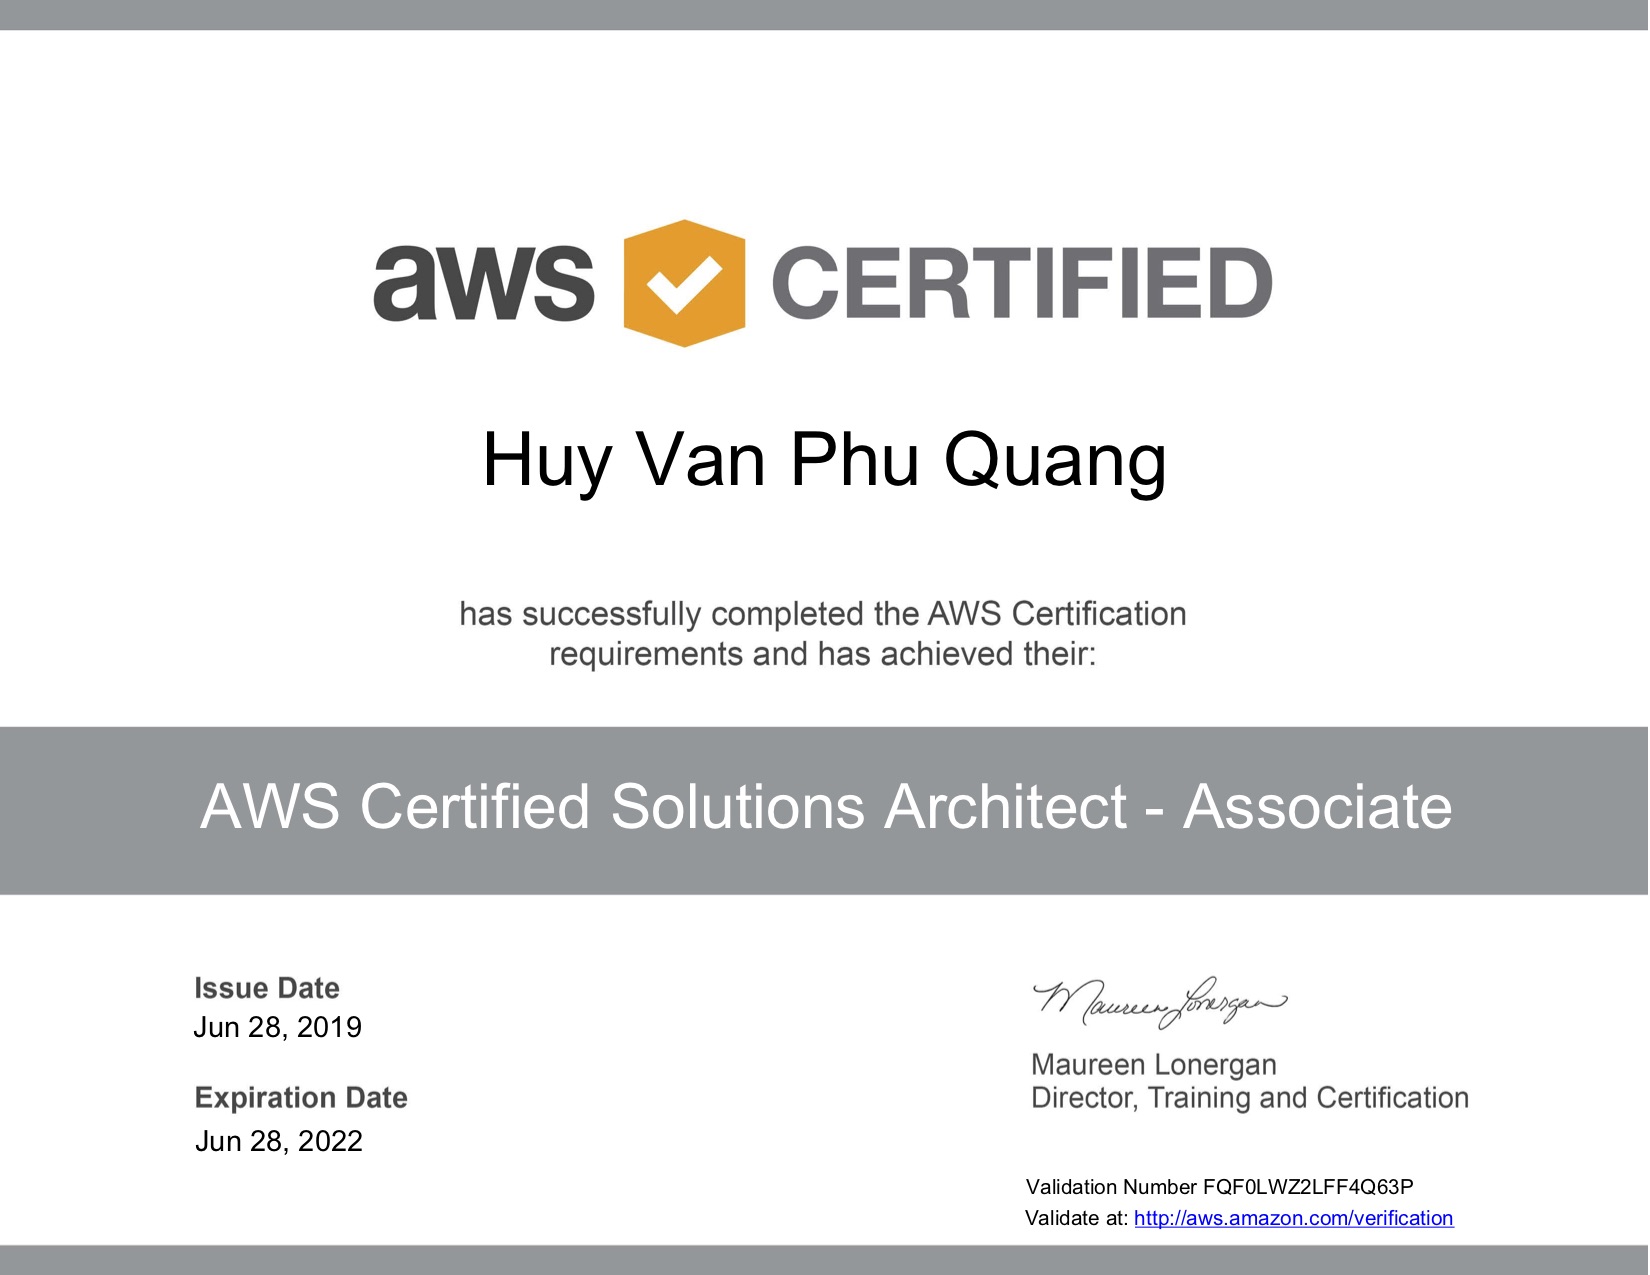 aws CERTIFIED
Huy Van Phu Quang
has successfully completed the AWS Certification
requirements and has achieved their:
AWS Certified Solutions Architect - Associate
Issue Date
Jun 28, 2019
Expiration Date
Jun 28, 2022
Maureen Lonergan
Maureen Lonergan
Director, Training and Certification
Validation Number FQF0LWZ2LFF4Q63P
Validate at: http://aws.amazon.com/verification